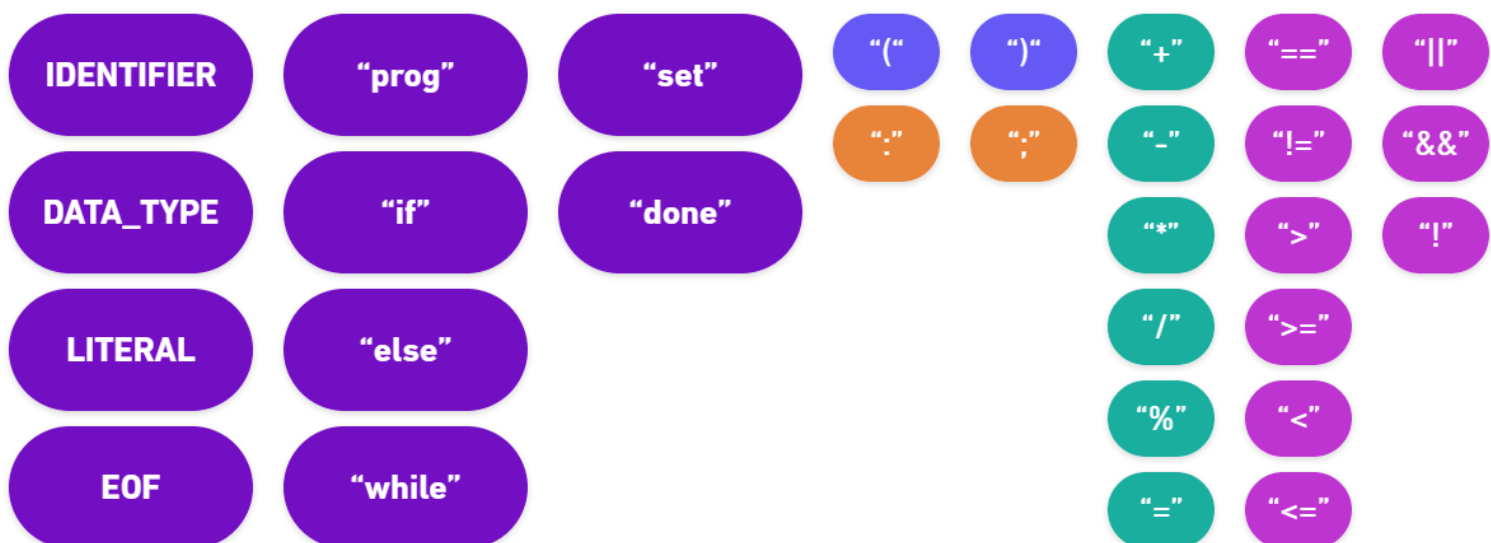 IDENTIFIER “prog” “set” “(“ “)“ “+” “==” “||”
“:” “;” “-” “!=” “&&”
DATA_TYPE “if” “done” “*” “>” “!”
LITERAL “else” “/” “>=”
“%” “<”
EOF “while” “=” “<=”